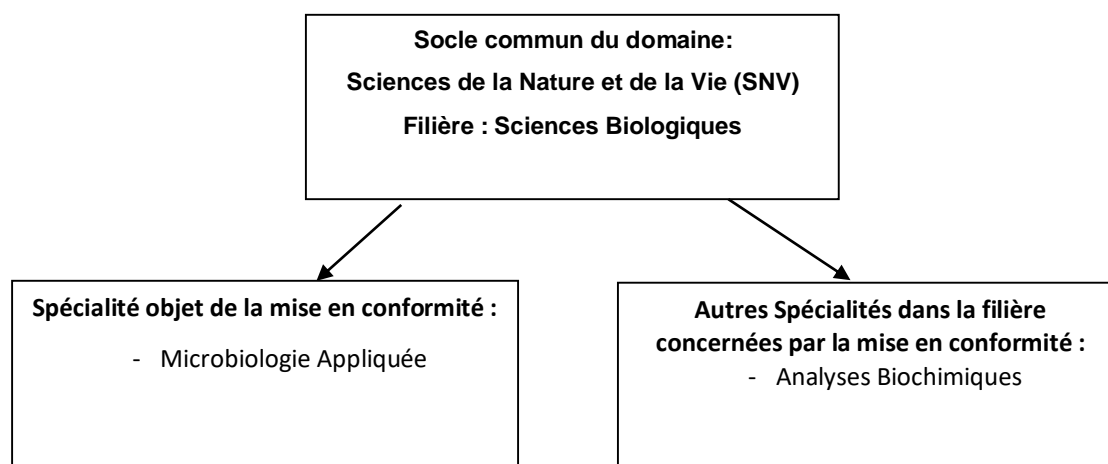 Socle commun du domaine:
Sciences de la Nature et de la Vie (SNV)
Filière : Sciences Biologiques
Spécialité objet de la mise en conformité :
- Microbiologie Appliquée
Autres Spécialités dans la filière
concernées par la mise en conformité :
- Analyses Biochimiques